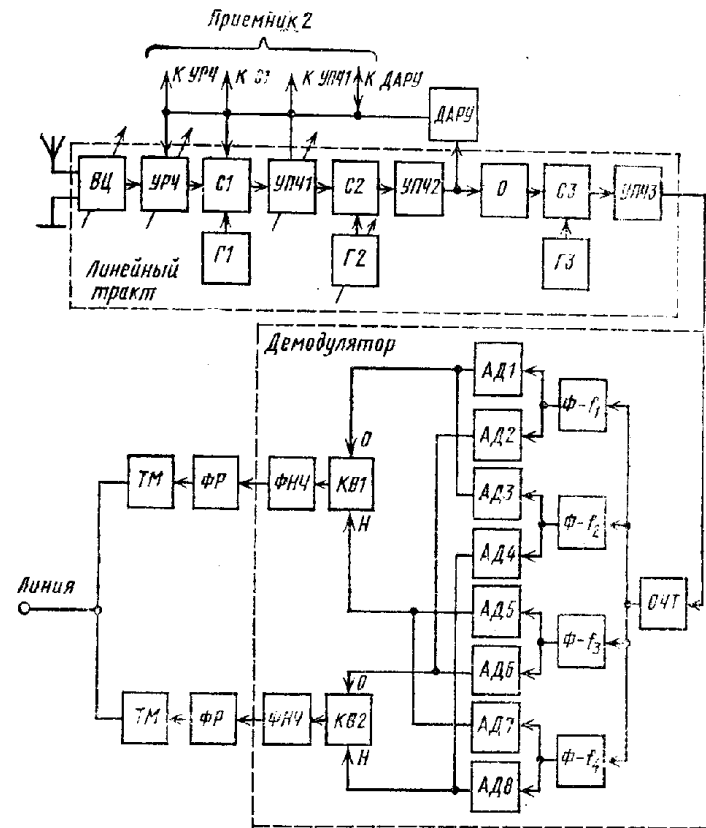 Приемник 2
К УРЧ
К С1
К УПЧ1
К ДАРУ
ДАРУ
ВЦ
УРЧ
С1
УПЧ1
С2
УПЧ2
О
С3
УПЧ3
Г1
Г2
Г3
Линейный
тракт
Демодулятор
АД1
Ф-f₁
АД2
О
ТМ
ФР
ФНЧ
КВ1
АД3
Ф-f₂
Н
АД4
Линия
АД5
ОЧТ
Ф-f₃
АД6
О
ТМ
ФР
ФНЧ
КВ2
АД7
Н
Ф-f₄
АД8